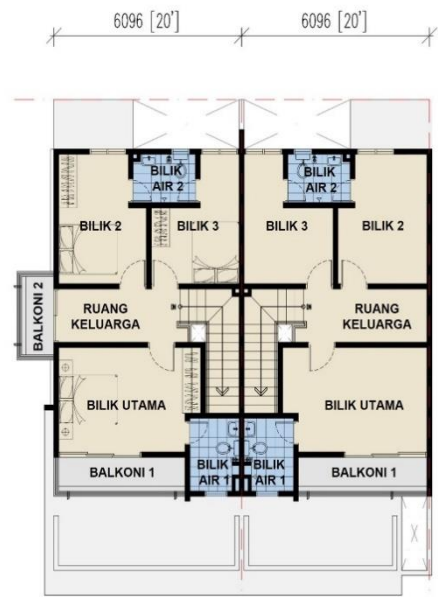 6096 [20'] 6096 [20']
BILIK
AIR 2
BILIK
AIR 2
BILIK 2
BILIK 3
BILIK 3
BILIK 2
BALKONI 2
RUANG
KELUARGA
RUANG
KELUARGA
BILIK UTAMA
BILIK UTAMA
BALKONI 1
BILIK
AIR 1
BILIK
AIR 1
BALKONI 1